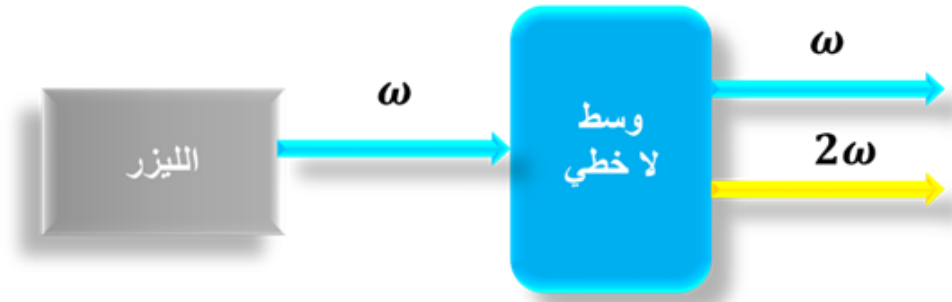 الليزر
ω
وسط
لا خطي
ω
2ω